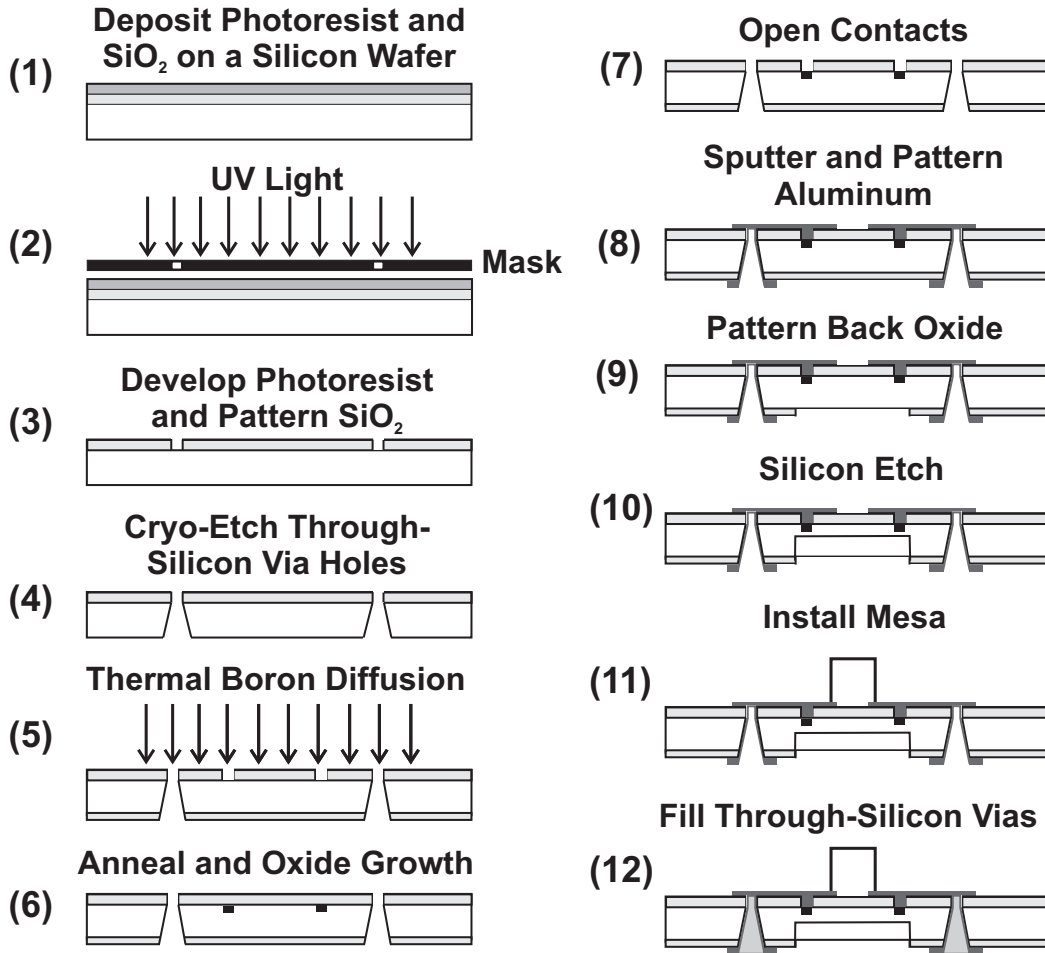 Deposit Photoresist and
SiO₂ on a Silicon Wafer
(1)
UV Light
(2)
Mask
Develop Photoresist
and Pattern SiO₂
(3)
Cryo-Etch Through-
Silicon Via Holes
(4)
Thermal Boron Diffusion
(5)
Anneal and Oxide Growth
(6)
Open Contacts
(7)
Sputter and Pattern
Aluminum
(8)
Pattern Back Oxide
(9)
Silicon Etch
(10)
Install Mesa
(11)
Fill Through-Silicon Vias
(12)